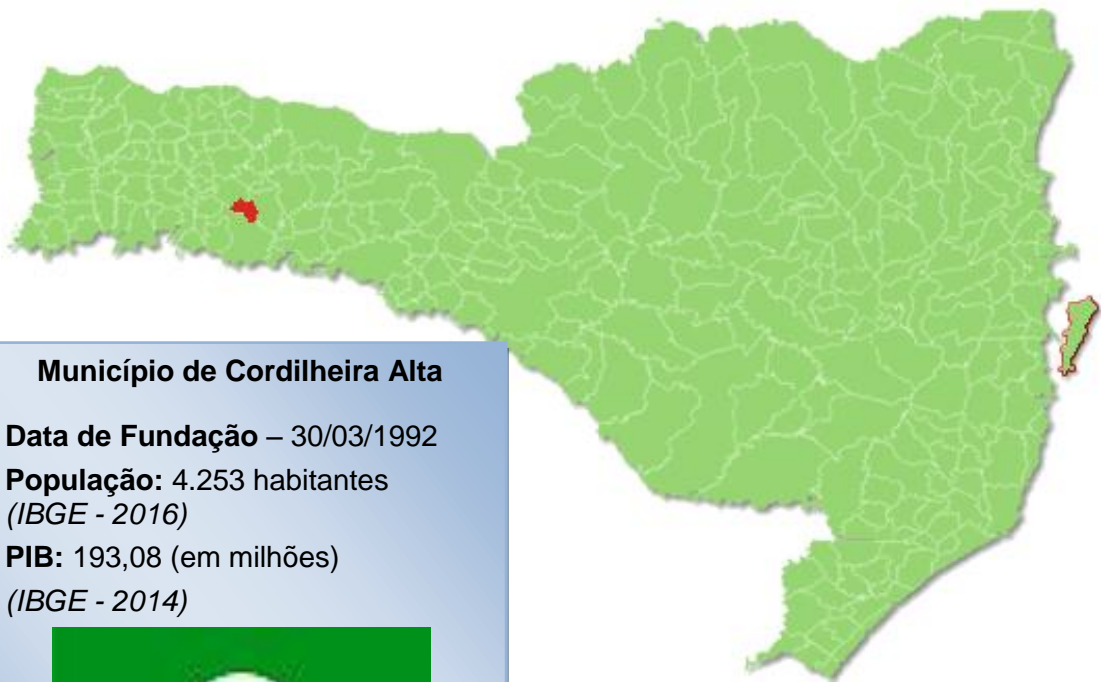 Município de Cordilheira Alta
Data de Fundação – 30/03/1992
População: 4.253 habitantes
(IBGE - 2016)
PIB: 193,08 (em milhões)
(IBGE - 2014)